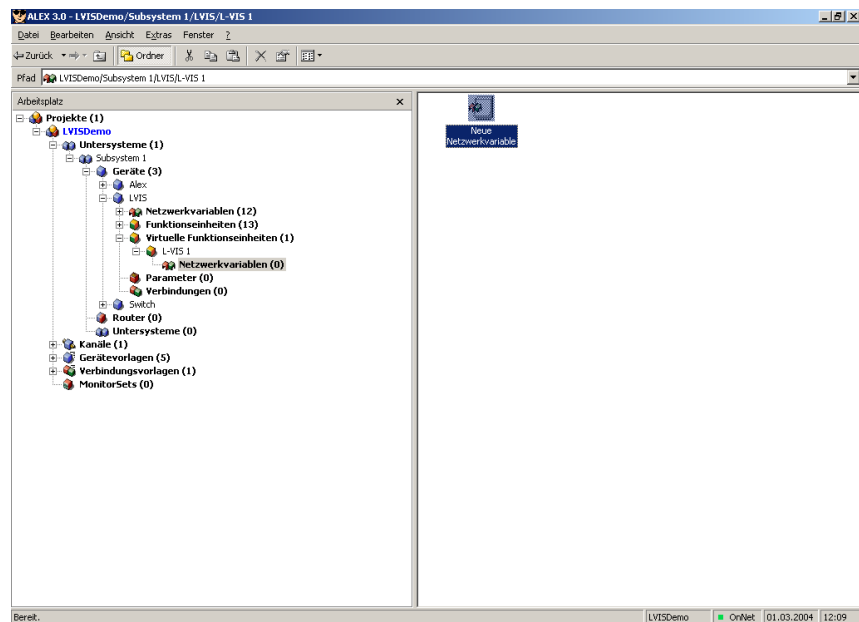 ALEX 3.0 - LVISDemo/Subsystem 1/LVIS/L-VIS 1
Datei Bearbeiten Ansicht Extras Fenster ?
Zurück Ordner
Pfad LVISDemo/Subsystem 1/LVIS/L-VIS 1
Arbeitsplatz
Projekte (1)
LVISDemo
Untersysteme (1)
Subsystem 1
Geräte (3)
Alex
LVIS
Netzwerkvariablen (12)
Funktionseinheiten (13)
Virtuelle Funktionseinheiten (1)
L-VIS 1
Netzwerkvariablen (0)
Parameter (0)
Verbindungen (0)
Switch
Router (0)
Untersysteme (0)
Kanäle (1)
Gerätevorlagen (5)
Verbindungsvorlagen (1)
MonitorSets (0)
Neue
Netzwerkvariable
Bereit. LVISDemo OnNet 01.03.2004 12:09